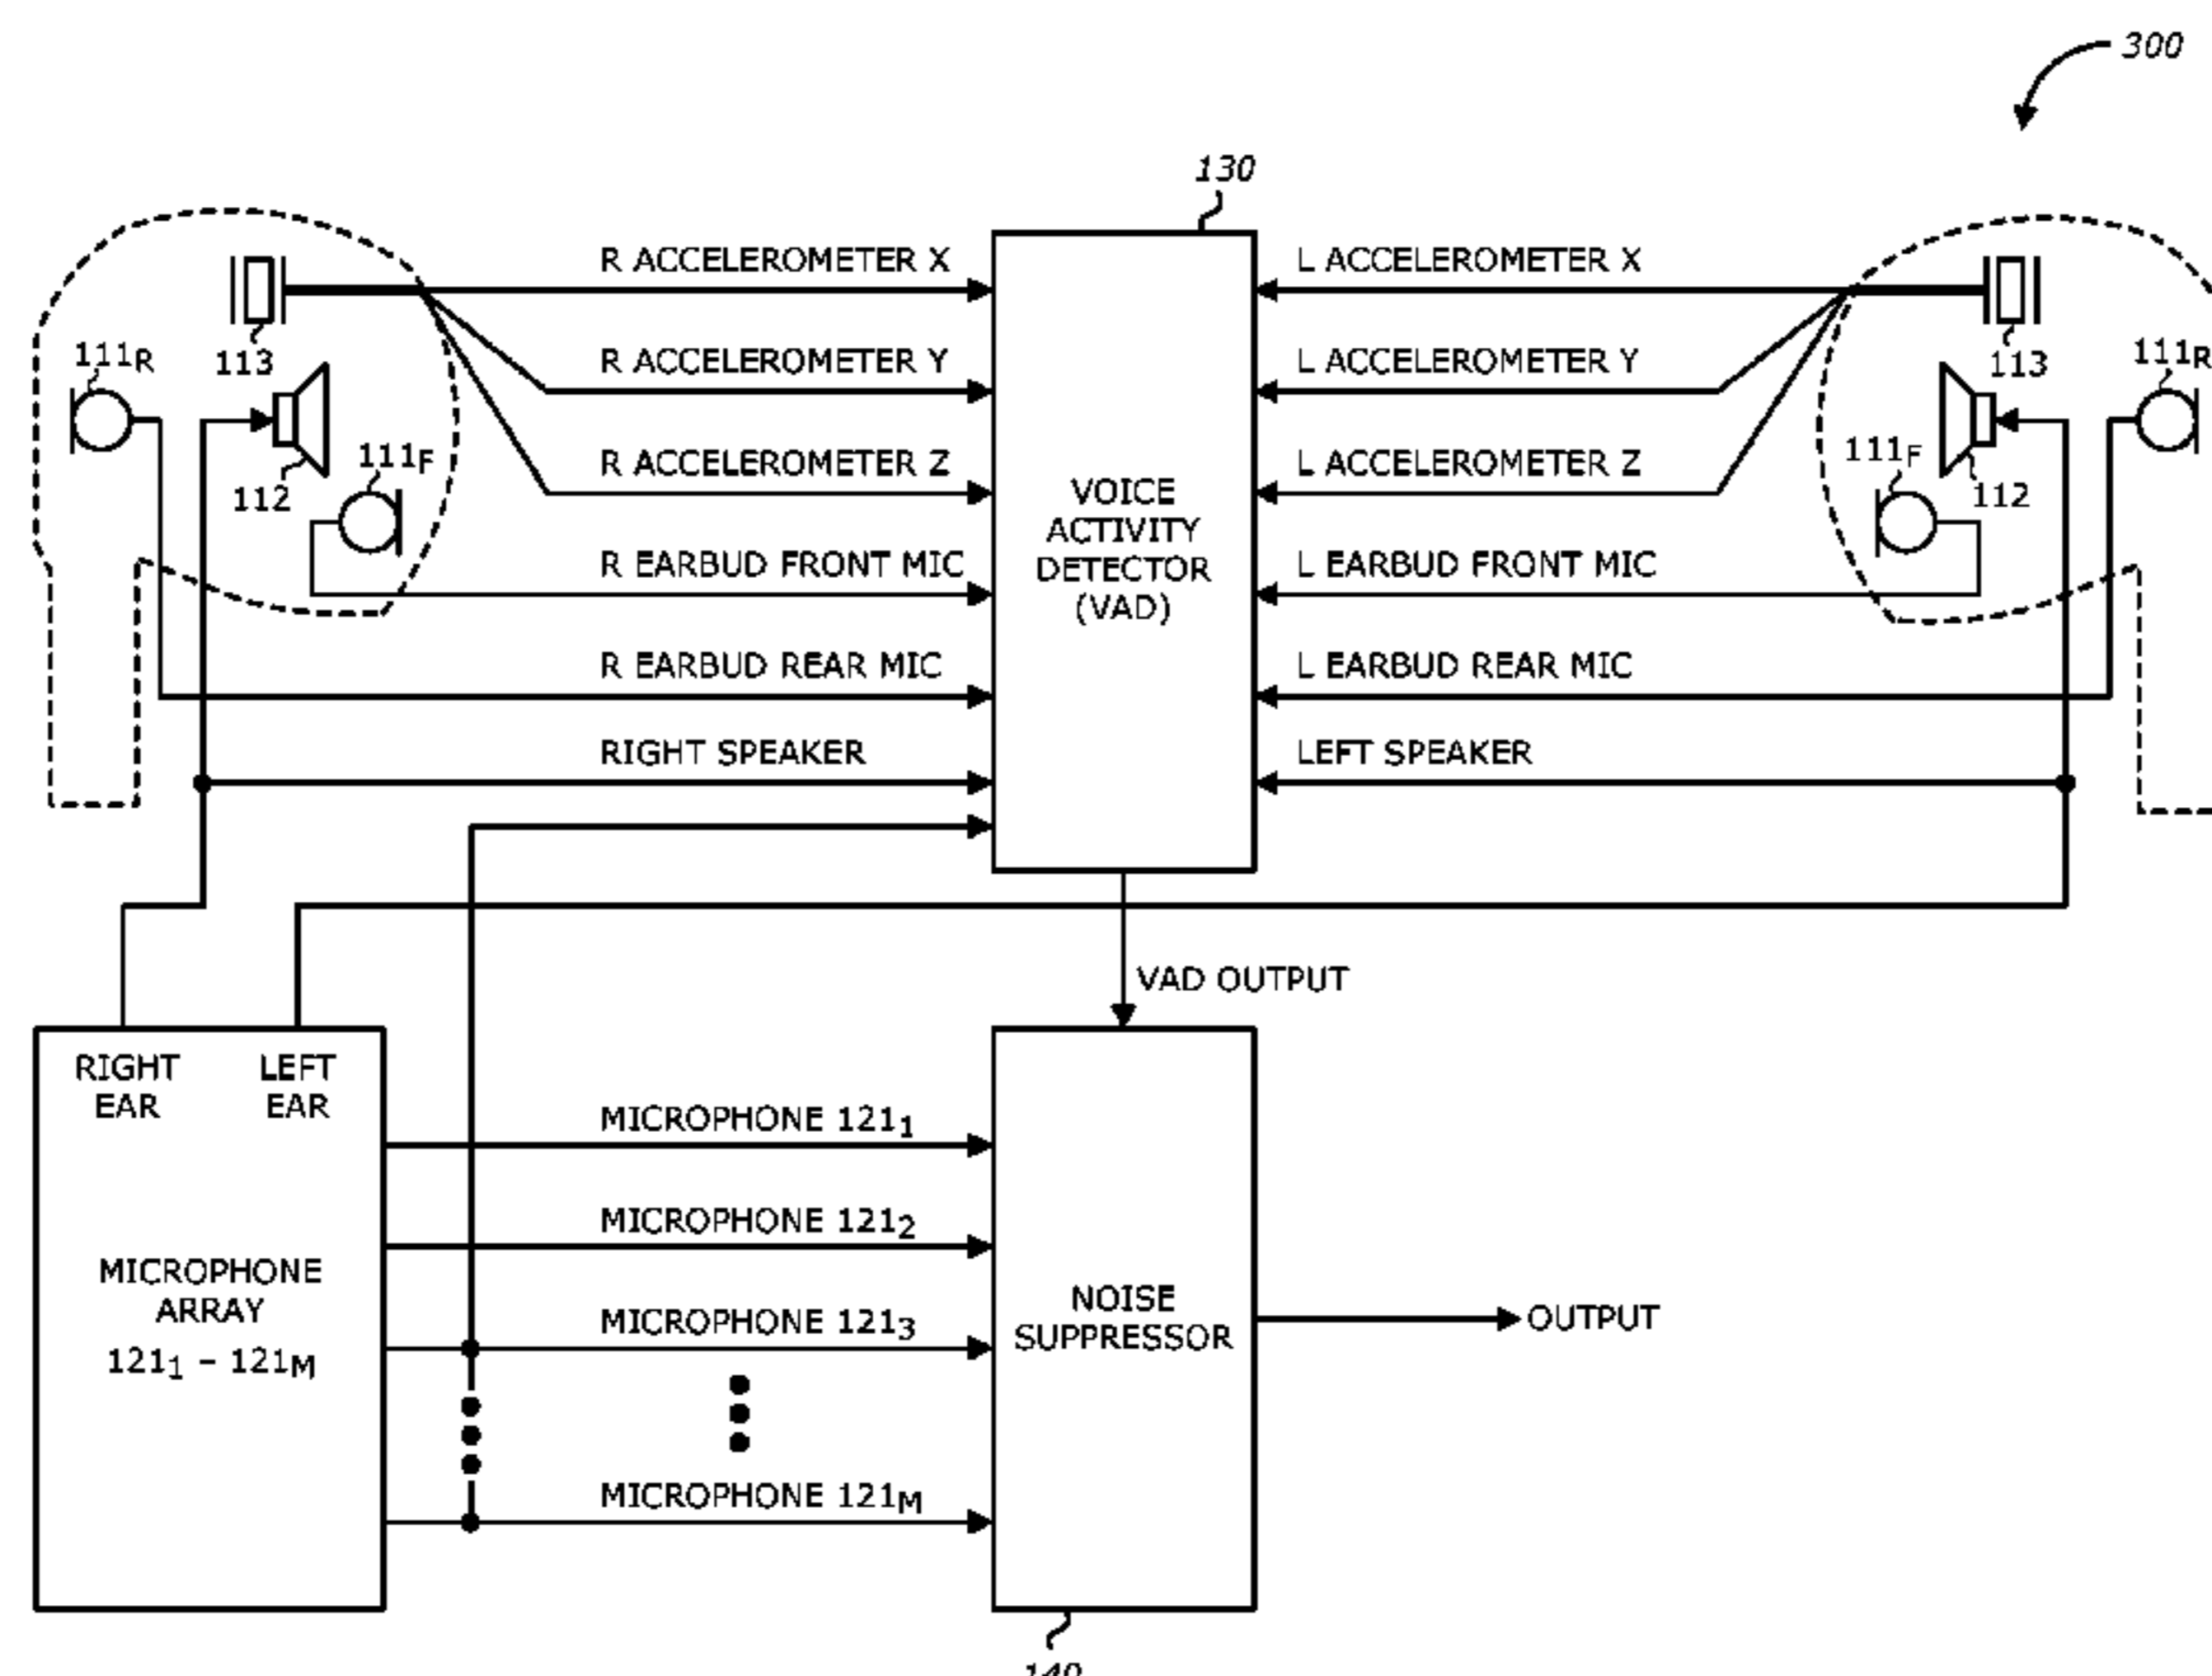 300
130
R ACCELEROMETER X
L ACCELEROMETER X
113
113
111R
111R
R ACCELEROMETER Y
L ACCELEROMETER Y
112
112
111F
111F
R ACCELEROMETER Z
L ACCELEROMETER Z
VOICE
ACTIVITY
DETECTOR
(VAD)
R EARBUD FRONT MIC
L EARBUD FRONT MIC
R EARBUD REAR MIC
L EARBUD REAR MIC
RIGHT SPEAKER
LEFT SPEAKER
VAD OUTPUT
RIGHT
EAR
LEFT
EAR
MICROPHONE
ARRAY
121₁ – 121M
MICROPHONE 121₁
MICROPHONE 121₂
MICROPHONE 121₃
MICROPHONE 121M
NOISE
SUPPRESSOR
OUTPUT
140